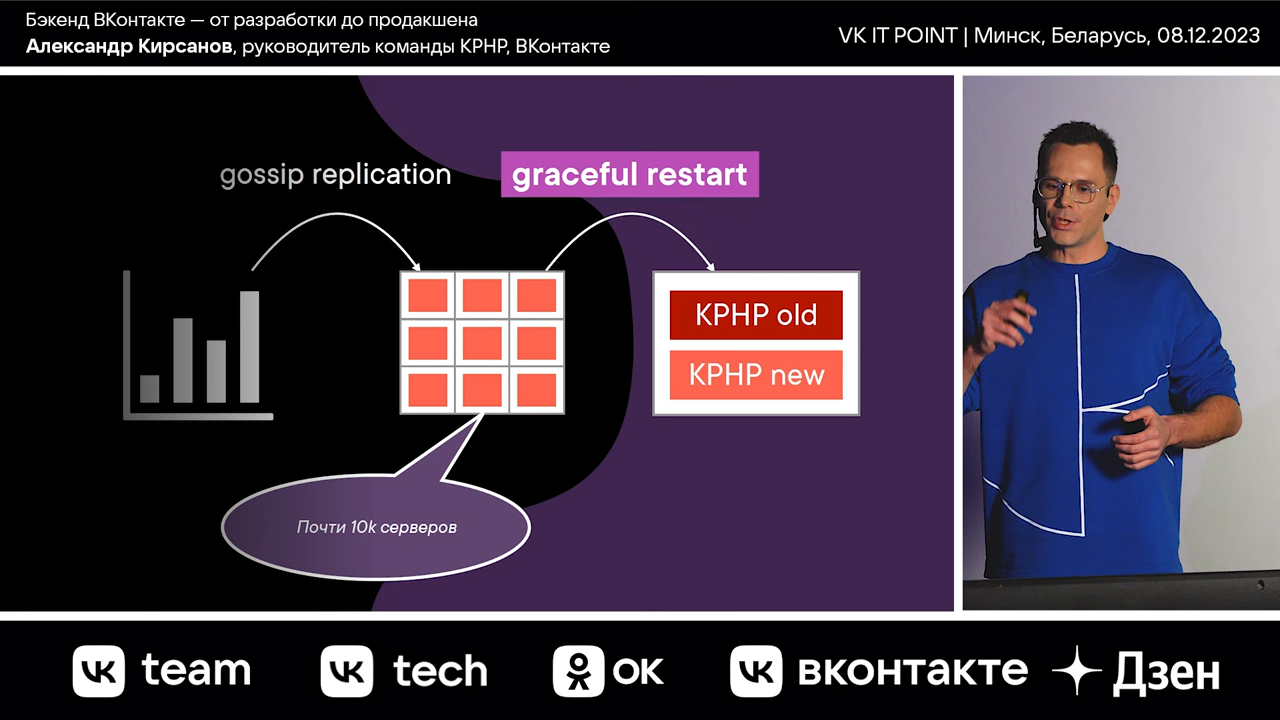 Бэкенд ВКонтакте — от разработки до продакшена
Александр Кирсанов, руководитель команды KPHP, ВКонтакте
VK IT POINT | Минск, Беларусь, 08.12.2023
gossip replication
graceful restart
KPHP old
KPHP new
Почти 10k серверов
team
tech
ок
вконтакте
Дзен